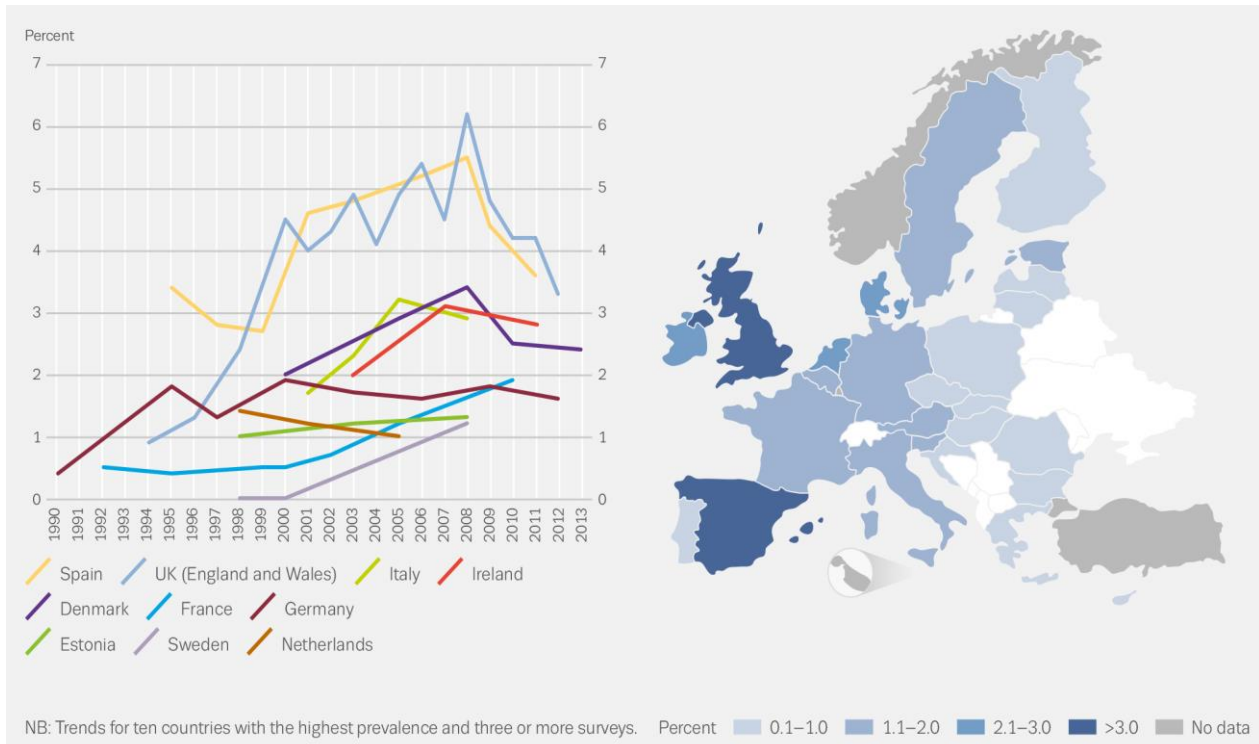 Percent
7 7
6 6
5 5
4 4
3 3
2 2
1 1
0 0
1990 1991 1992 1993 1994 1995 1996 1997 1998 1999 2000 2001 2002 2003 2004 2005 2006 2007 2008 2009 2010 2011 2012 2013
Spain UK (England and Wales) Italy Ireland
Denmark France Germany
Estonia Sweden Netherlands
NB: Trends for ten countries with the highest prevalence and three or more surveys.
Percent 0.1–1.0 1.1–2.0 2.1–3.0 >3.0 No data